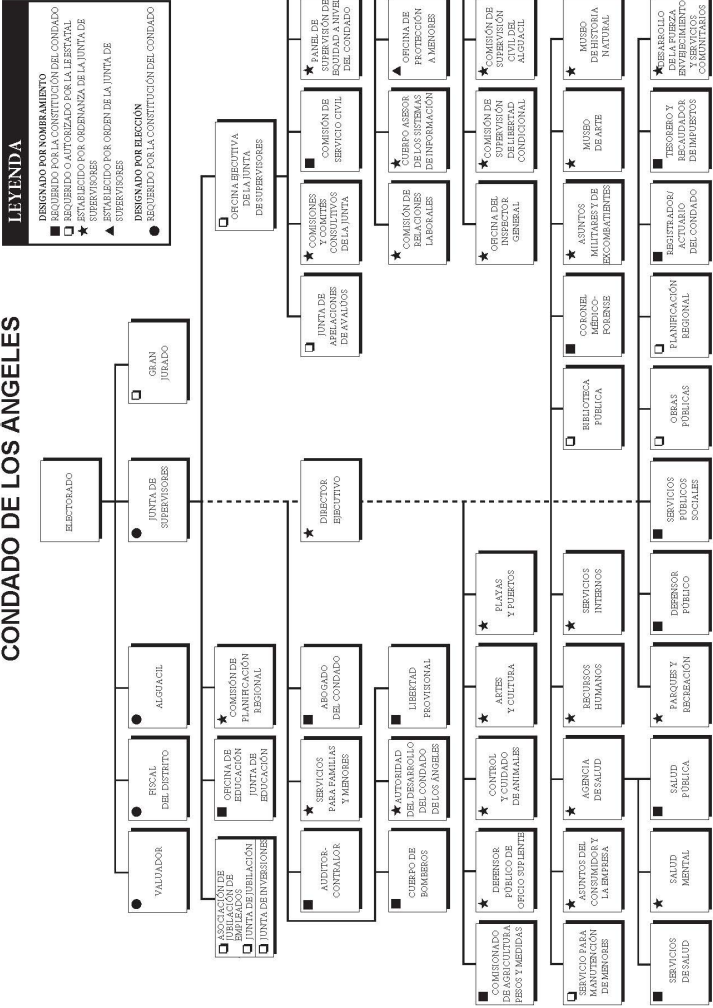 CONDADO DE LOS ÁNGELES
LEYENDA
DESIGNADO POR NOMBRAMIENTO
REQUERIDO POR LA CONSTITUCIÓN DEL CONDADO
REQUERIDO O AUTORIZADO POR LA LE ESTATAL
ESTABLECIDO POR ORDENANZA DE LA JUNTA DE
SUPERVISORES
ESTABLECIDO POR ORDEN DE LA JUNTA DE
SUPERVISORES
DESIGNADO POR ELECCIÓN
REQUERIDO POR LA CONSTITUCIÓN DEL CONDADO
ELECTORADO
VALUADOR
FISCAL
DEL DISTRITO
ALGUACIL
JUNTA DE
SUPERVISORES
GRAN
JURADO
ASOCIACIÓN DE
JUBILACIÓN DE
EMPLEADOS
JUNTA DE JUBILACIÓN
JUNTA DE INVERSIONES
OFICINA DE
EDUCACIÓN
JUNTA DE
EDUCACIÓN
COMISIÓN DE
PLANIFICACIÓN
REGIONAL
OFICINA EJECUTIVA
DE LA JUNTA
DE SUPERVISORES
AUDITOR-
CONTRALOR
SERVICIOS
PARA FAMILIAS
Y MENORES
ABOGADO
DEL CONDADO
DIRECTOR
EJECUTIVO
JUNTA DE
APELACIONES
DE AVALÚOS
COMISIONES
Y COMITÉS
CONSULTIVOS
DE LA JUNTA
COMISIÓN DE
SERVICIO CIVIL
PANEL DE
SUPERVISIÓN DE
EQUIDAD A NIVEL
DEL CONDADO
CUERPO DE
BOMBEROS
AUTORIDAD
DEL DESARROLLO
DEL CONDADO
DE LOS ÁNGELES
LIBERTAD
PROVISIONAL
COMISIÓN DE
RELACIONES
LABORALES
CUERPO ASESOR
DE LOS SISTEMAS
DE INFORMACIÓN
OFICINA DE
PROTECCIÓN
A MENORES
COMISIONADO
DE AGRICULTURA
PESOS Y MEDIDAS
DEFENSOR
PÚBLICO DE
OFICIO SUPLENTE
CONTROL
Y CUIDADO
DE ANIMALES
ARTES
Y CULTURA
PLAYAS
Y PUERTOS
OFICINA DEL
INSPECTOR
GENERAL
COMISIÓN DE
SUPERVISIÓN
DE LIBERTAD
CONDICIONAL
COMISIÓN DE
SUPERVISIÓN
CIVIL DEL
ALGUACIL
SERVICIO PARA
MANUTENCIÓN
DE MENORES
ASUNTOS DEL
CONSUMIDOR Y
LA EMPRESA
AGENCIA
DE SALUD
RECURSOS
HUMANOS
SERVICIOS
INTERNOS
BIBLIOTECA
PÚBLICA
CORONEL
MÉDICO-
FORENSE
ASUNTOS
MILITARES Y DE
EXCOMBATIENTES
MUSEO
DE ARTE
MUSEO
DE HISTORIA
NATURAL
SERVICIOS
DE SALUD
SALUD
MENTAL
SALUD
PÚBLICA
PARQUES Y
RECREACIÓN
DEFENSOR
PÚBLICO
SERVICIOS
PÚBLICOS
SOCIALES
OBRAS
PÚBLICAS
PLANIFICACIÓN
REGIONAL
REGISTRADOR/
ACTUARIO
DEL CONDADO
TESORERO Y
RECAUDADOR
DE IMPUESTOS
DESARROLLO
DE LA FUERZA
ENVEJECIMIENTO
Y SERVICIOS
COMUNITARIOS